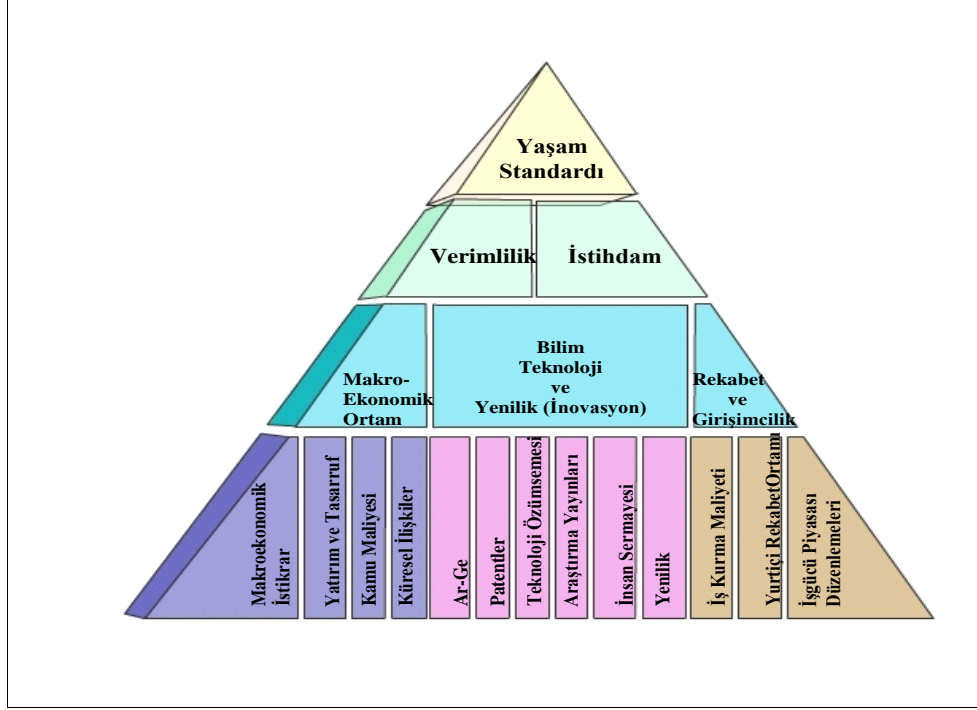 Yaşam
Standardı
Verimlilik
İstihdam
Makro-
Ekonomik
Ortam
Bilim
Teknoloji
ve
Yenilik (İnovasyon)
Rekabet
ve
Girişimcilik
Makroekonomik
İstikrar
Yatırım ve Tasarruf
Kamu Maliyesi
Küresel İlişkiler
Ar-Ge
Patentler
Teknoloji Özümsemesi
Araştırma Yayınları
İnsan Sermayesi
Yenilik
İş Kurma Maliyeti
Yurtiçi RekabetOrtamı
İşgücü Piyasası
Düzenlemeleri